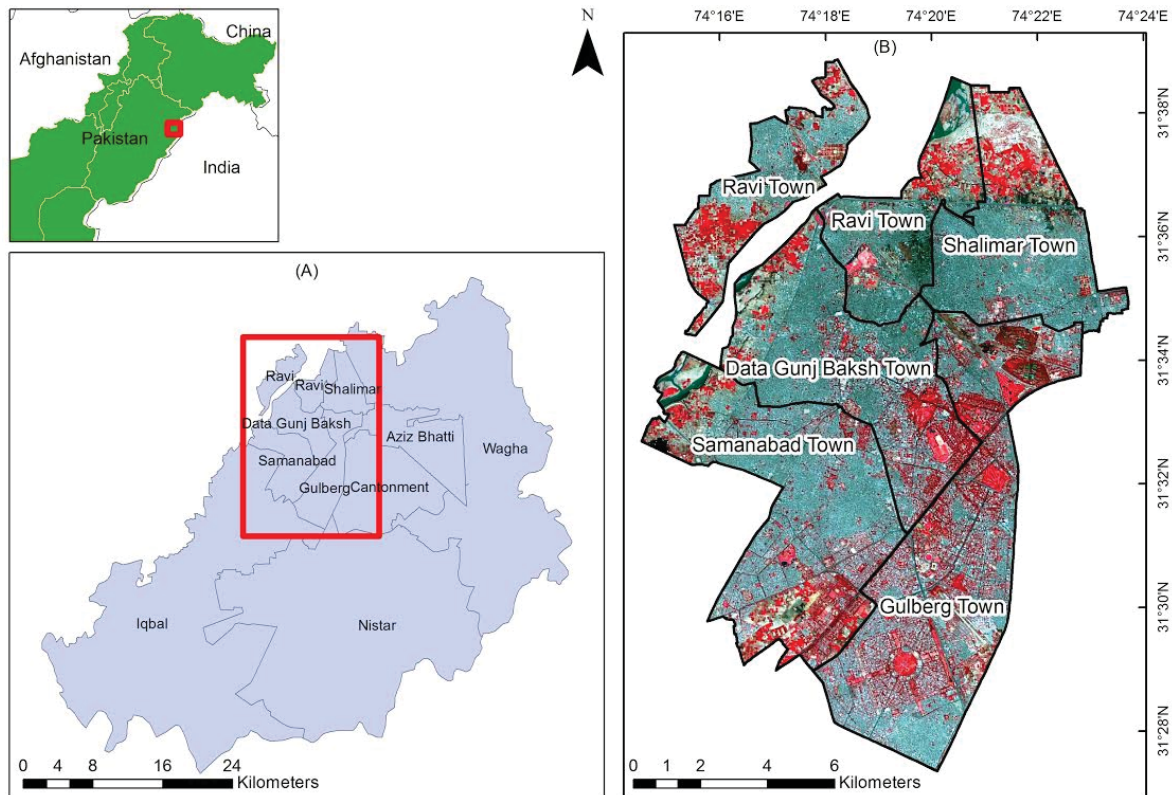 China
Afghanistan
Pakistan
India
N
(A)
Ravi
Ravi
Shalimar
Data Gunj Baksh
Aziz Bhatti
Wagha
Samanabad
Gulberg
Cantonment
Iqbal
Nistar
0 4 8 12 16 20 24
Kilometers
74°16'E 74°18'E 74°20'E 74°22'E 74°24'E
(B)
31°38'N
31°36'N
31°34'N
31°32'N
31°30'N
31°28'N
Ravi Town
Ravi Town
Shalimar Town
Data Gunj Baksh Town
Samanabad Town
Gulberg Town
0 1 2 4 6
Kilometers